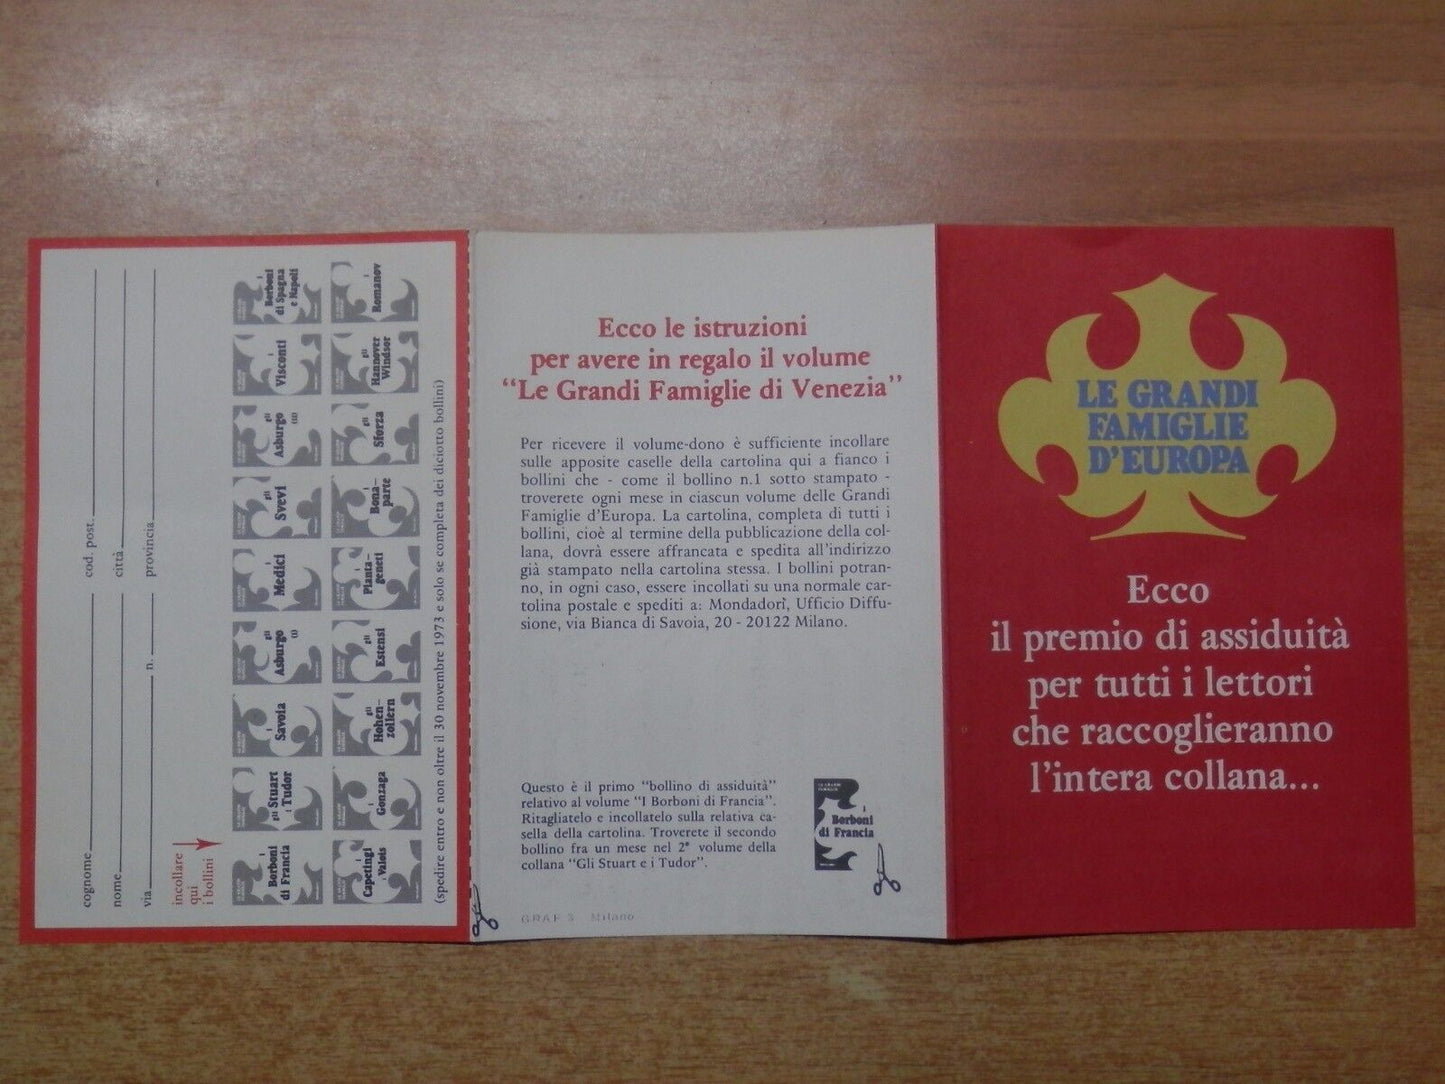 cognome
cod. post.
nome
città
via
n.
provincia
incollare
qui
i bollini
i
Borboni
di Francia
gli Stuart
i Tudor
i
Savoia
gli
Asburgo
(I)
i
Medici
gli
Svevi
gli
Asburgo
(II)
i
Visconti
i
Borboni
di Spagna
e Napoli
Capetingi
i
Valois
i
Gonzaga
gli
Hohen-
zollern
gli
Estensi
i
Planta-
geneti
i
Bona-
parte
gli
Sforza
gli
Hannover
Windsor
i
Romanov
(spedire entro e non oltre il 30 novembre 1973 e solo se completa dei diciotto bollini)
Ecco le istruzioni
per avere in regalo il volume
“Le Grandi Famiglie di Venezia”
Per ricevere il volume-dono è sufficiente incollare
sulle apposite caselle della cartolina qui a fianco i
bollini che - come il bollino n.1 sotto stampato -
troverete ogni mese in ciascun volume delle Grandi
Famiglie d’Europa. La cartolina, completa di tutti i
bollini, cioè al termine della pubblicazione della col-
lana, dovrà essere affrancata e spedita all’indirizzo
già stampato nella cartolina stessa. I bollini potran-
no, in ogni caso, essere incollati su una normale car-
tolina postale e spediti a: Mondadori, Ufficio Diffu-
sione, via Bianca di Savoia, 20 - 20122 Milano.
Questo è il primo “bollino di assiduità”
relativo al volume “I Borboni di Francia”.
Ritagliatelo e incollatelo sulla relativa ca-
sella della cartolina. Troverete il secondo
bollino fra un mese nel 2° volume della
collana “Gli Stuart e i Tudor”.
i
Borboni
di Francia
GRAF 3 Milano
LE GRANDI
FAMIGLIE
D’EUROPA
Ecco
il premio di assiduità
per tutti i lettori
che raccoglieranno
l’intera collana...